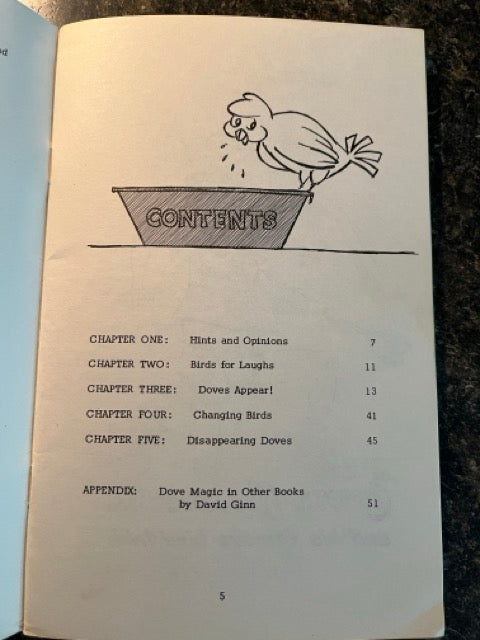 CONTENTS
CHAPTER ONE: Hints and Opinions 7
CHAPTER TWO: Birds for Laughs 11
CHAPTER THREE: Doves Appear! 13
CHAPTER FOUR: Changing Birds 41
CHAPTER FIVE: Disappearing Doves 45
APPENDIX: Dove Magic in Other Books
by David Ginn 51
5